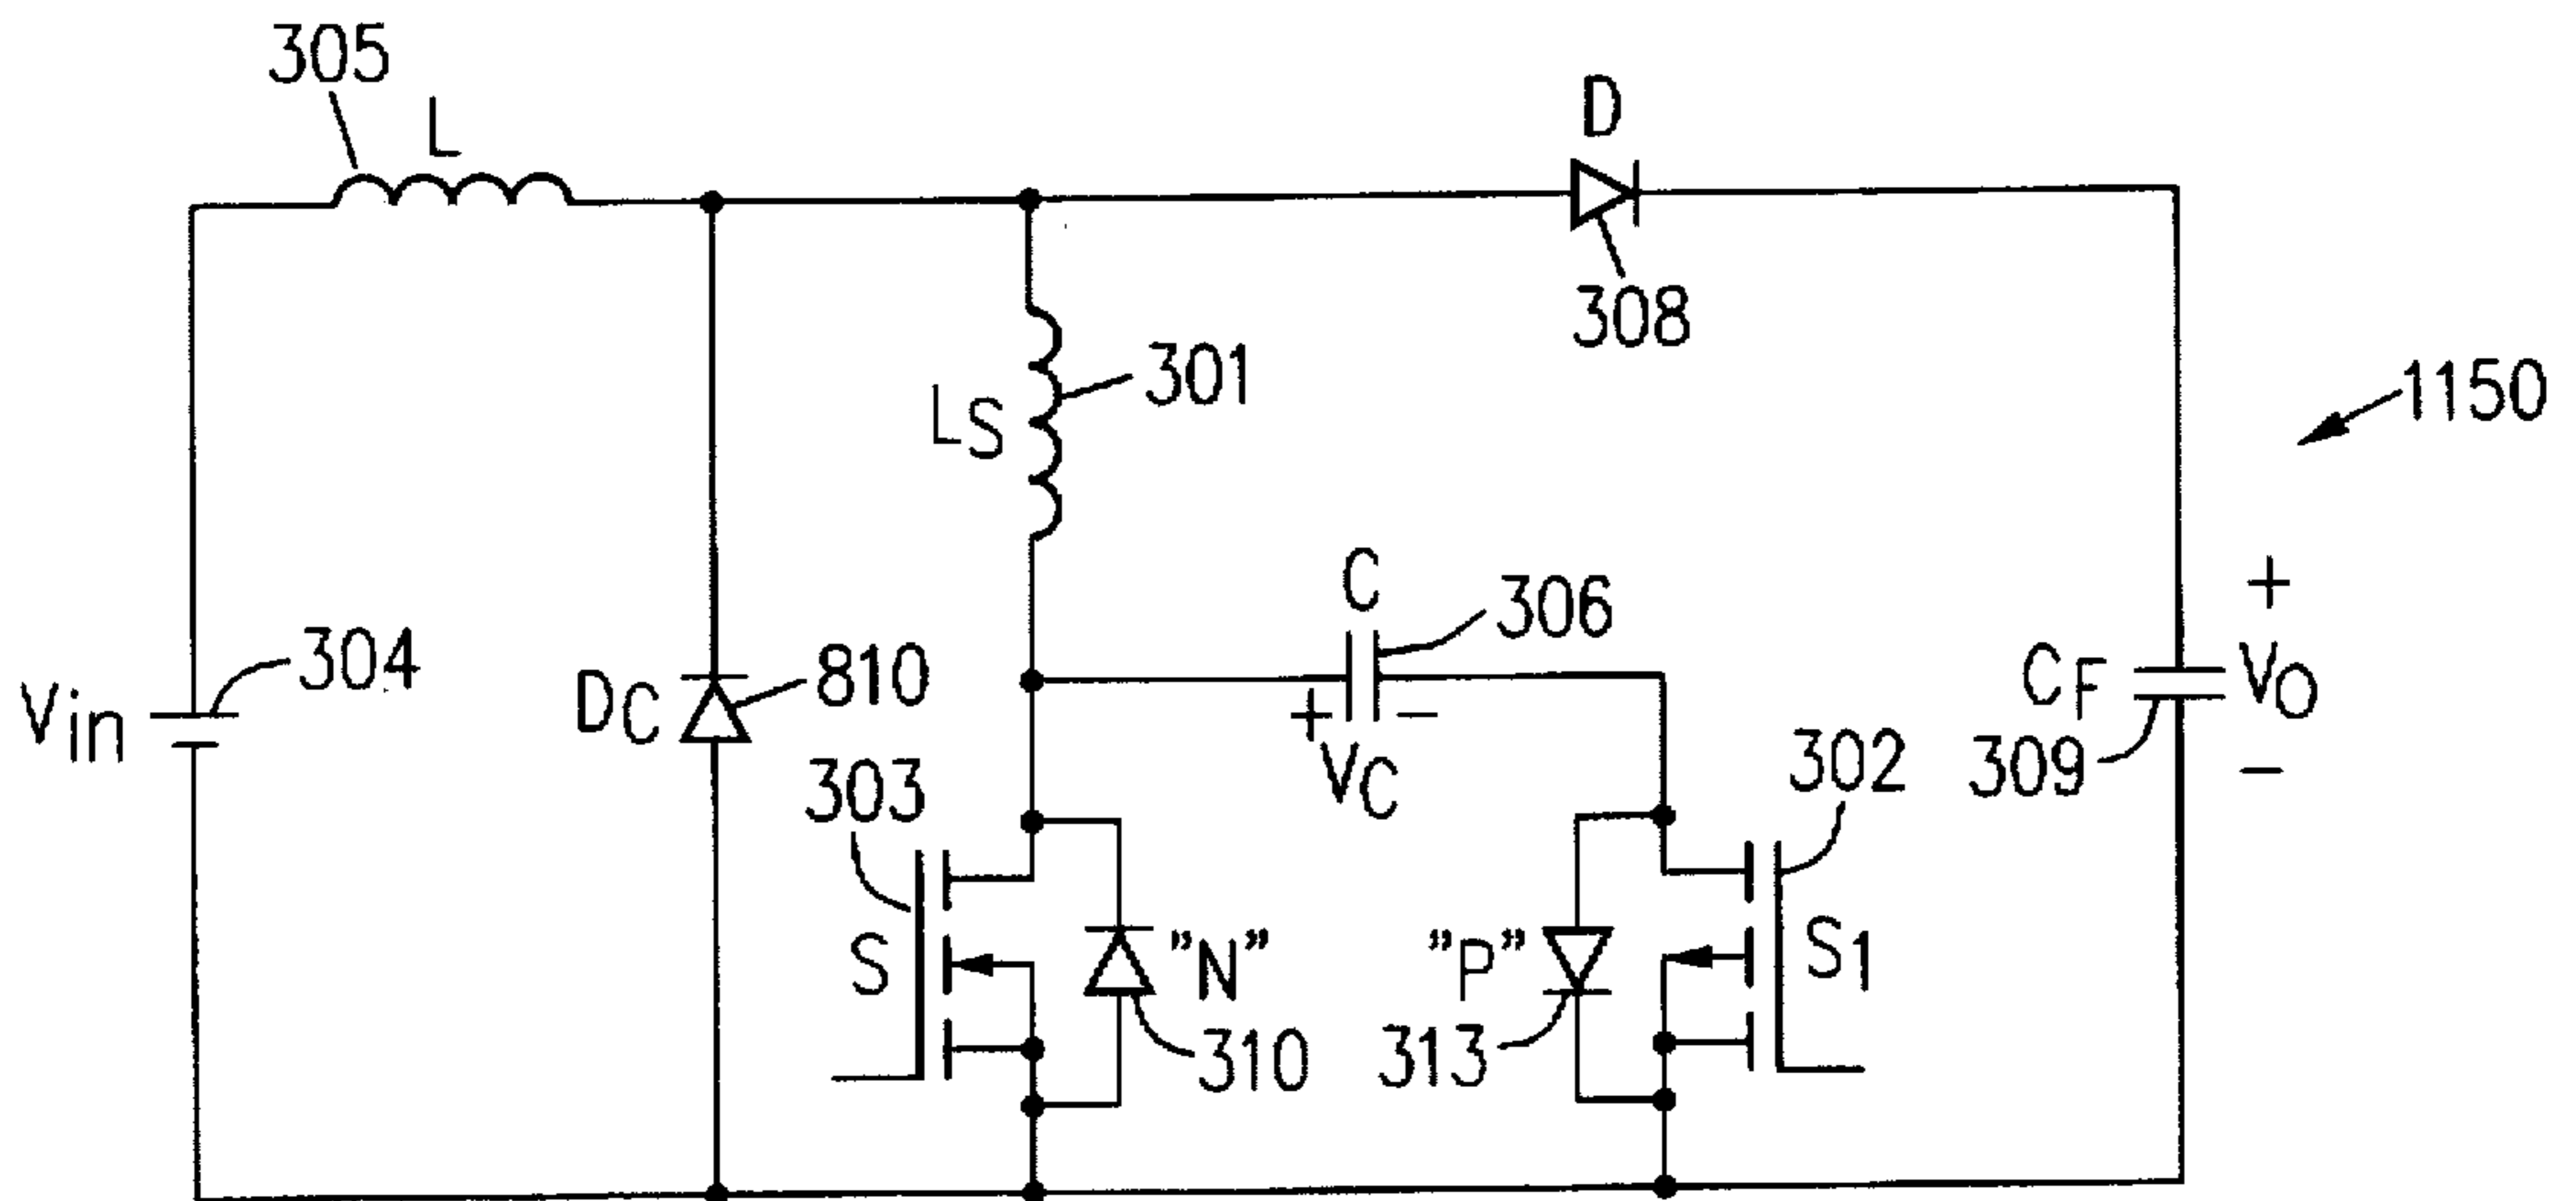 305
L
D
308
301
LS
1150
C
306
+
304
Vin
DC
810
+ -
VC
CF
VO
303
302
309
-
S
"N"
"P"
S1
310
313